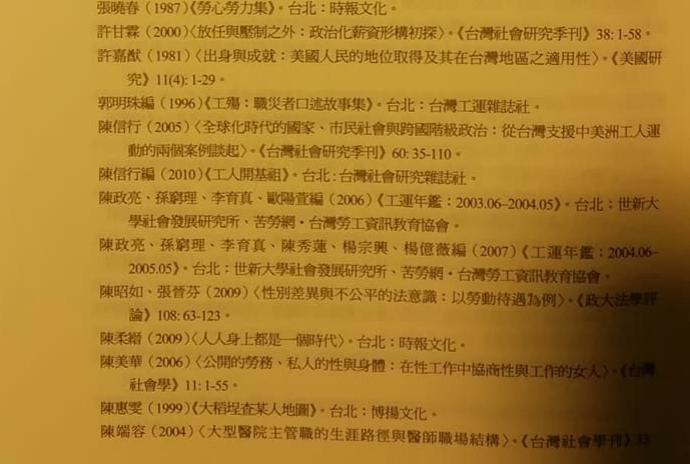 張曉春（1987）《勞心勞力集》。台北：時報文化。
許甘霖（2000）〈放任與壓制之外：政治化薪資形構初探〉。《台灣社會研究季刊》38: 1-58。
許嘉猷（1981）〈出身與成就：美國人民的地位取得及其在台灣地區之適用性〉。《美國研
究》11(4): 1-29。
郭明珠編（1996）《工殤：職災者口述故事集》。台北：台灣工運雜誌社。
陳信行（2005）〈全球化時代的國家、市民社會與跨國階級政治：從台灣支援中美洲工人運
動的兩個案例談起〉。《台灣社會研究季刊》60: 35-110。
陳信行編（2010）《工人開基祖》。台北：台灣社會研究雜誌社。
陳政亮、孫窮理、李育真、歐陽萱編（2006）《工運年鑑：2003.06–2004.05》。台北：世新大
學社會發展研究所、苦勞網・台灣勞工資訊教育協會。
陳政亮、孫窮理、李育真、陳秀蓮、楊宗興、楊億薇編（2007）《工運年鑑：2004.06–
2005.05》。台北：世新大學社會發展研究所、苦勞網・台灣勞工資訊教育協會。
陳昭如、張晉芬（2009）〈性別差異與不公平的法意識：以勞動待遇為例〉。《政大法學評
論》108: 63-123。
陳柔縉（2009）〈人人身上都是一個時代〉。台北：時報文化。
陳美華（2006）〈公開的勞務、私人的性與身體：在性工作中協商性與工作的女人〉。《台灣
社會學》11: 1-55。
陳惠雯（1999）《大稻埕查某人地圖》。台北：博揚文化。
陳端容（2004）〈大型醫院主管職的生涯路徑與醫師職場結構〉。《台灣社會學刊》33